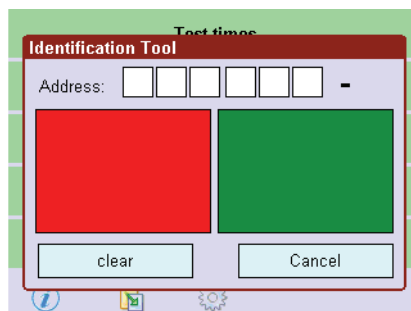 Test times
Identification Tool
Address: -
clear Cancel